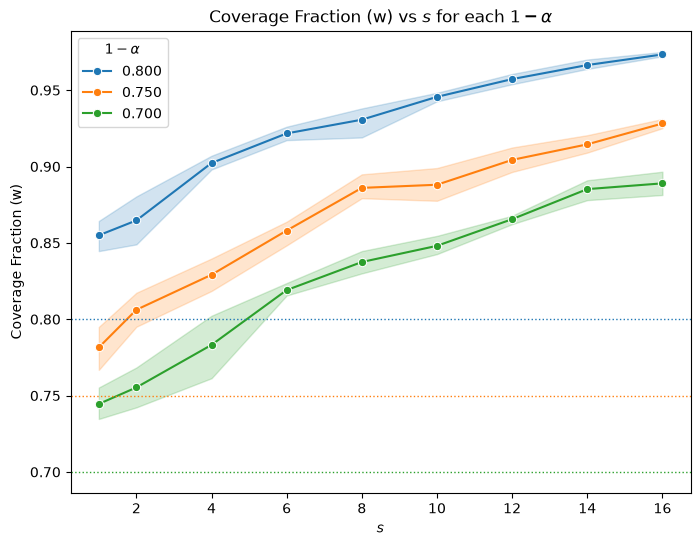 Coverage Fraction (w) vs s for each 1 − α
1 − α
0.800
0.750
0.700
Coverage Fraction (w)
0.95
0.90
0.85
0.80
0.75
0.70
2 4 6 8 10 12 14 16
s